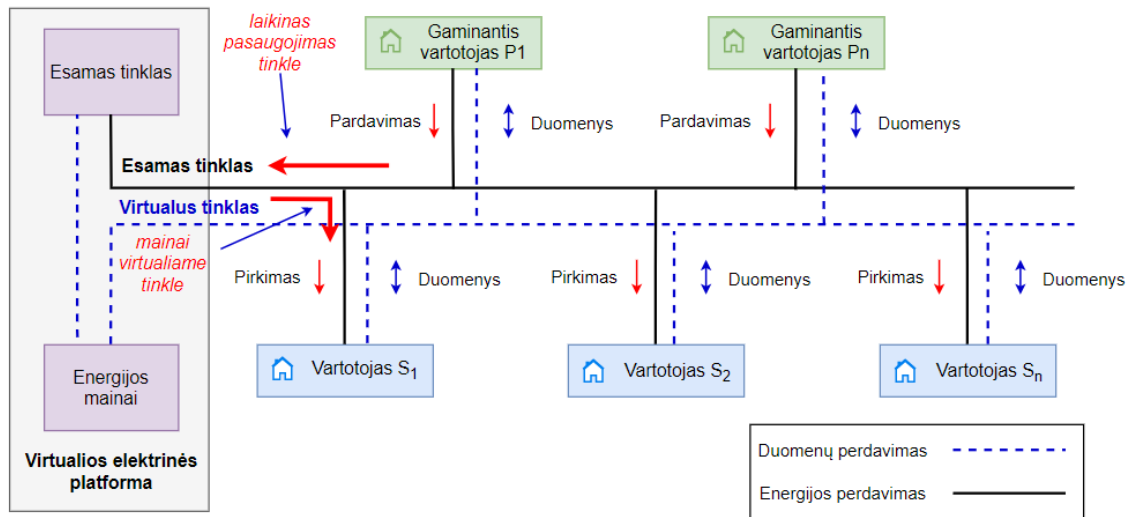 laikinas
pasaugojimas
tinkle
Gaminantis
vartotojas P1
Gaminantis
vartotojas Pn
Esamas tinklas
Pardavimas
Duomenys
Pardavimas
Duomenys
Esamas tinklas
Virtualus tinklas
mainai
virtualiame
tinkle
Pirkimas
Duomenys
Pirkimas
Duomenys
Pirkimas
Duomenys
Energijos
mainai
Vartotojas S1
Vartotojas S2
Vartotojas Sn
Virtualios elektrinės
platforma
Duomenų perdavimas
Energijos perdavimas